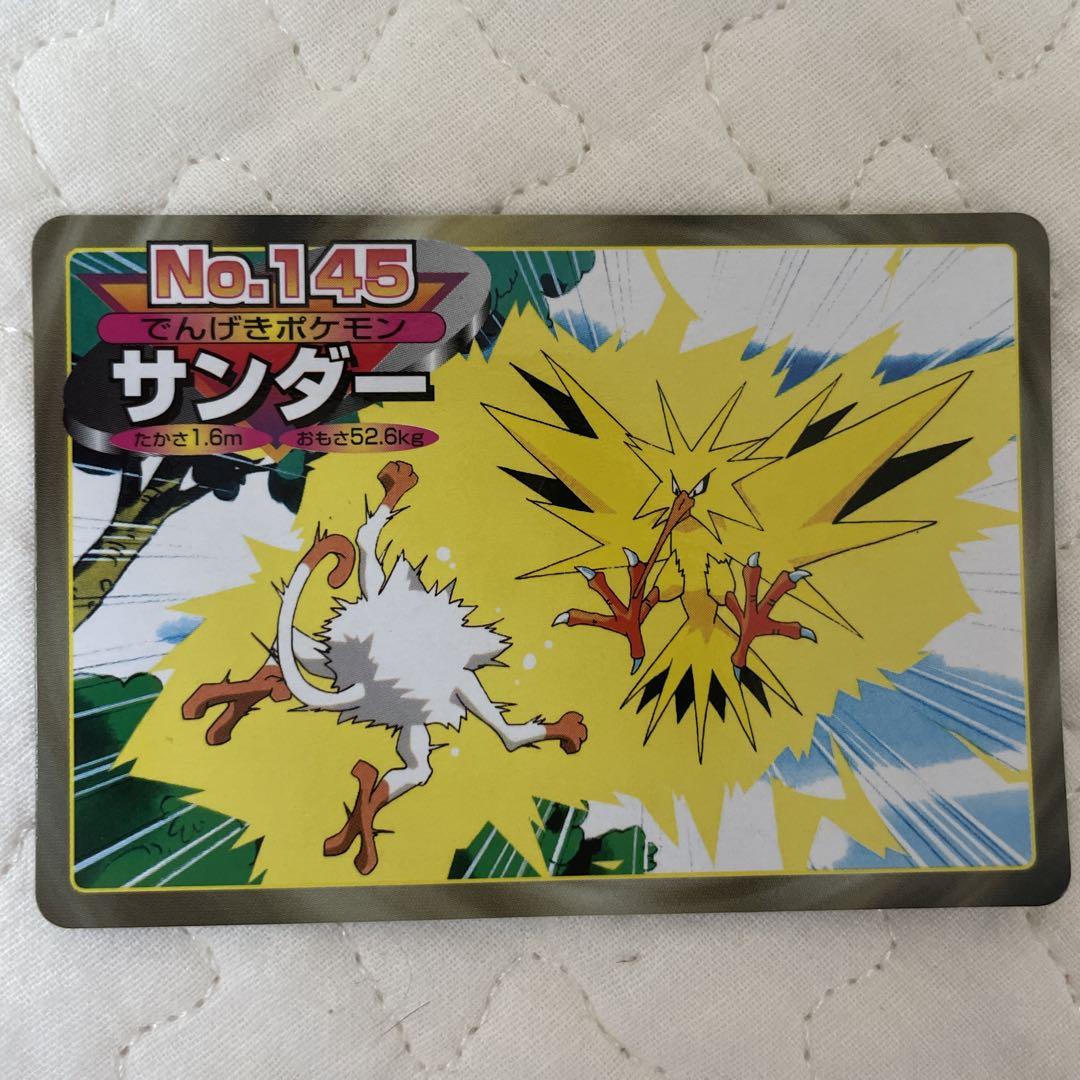 No.145
でんげきポケモン
サンダー
たかさ1.6m おもさ52.6kg